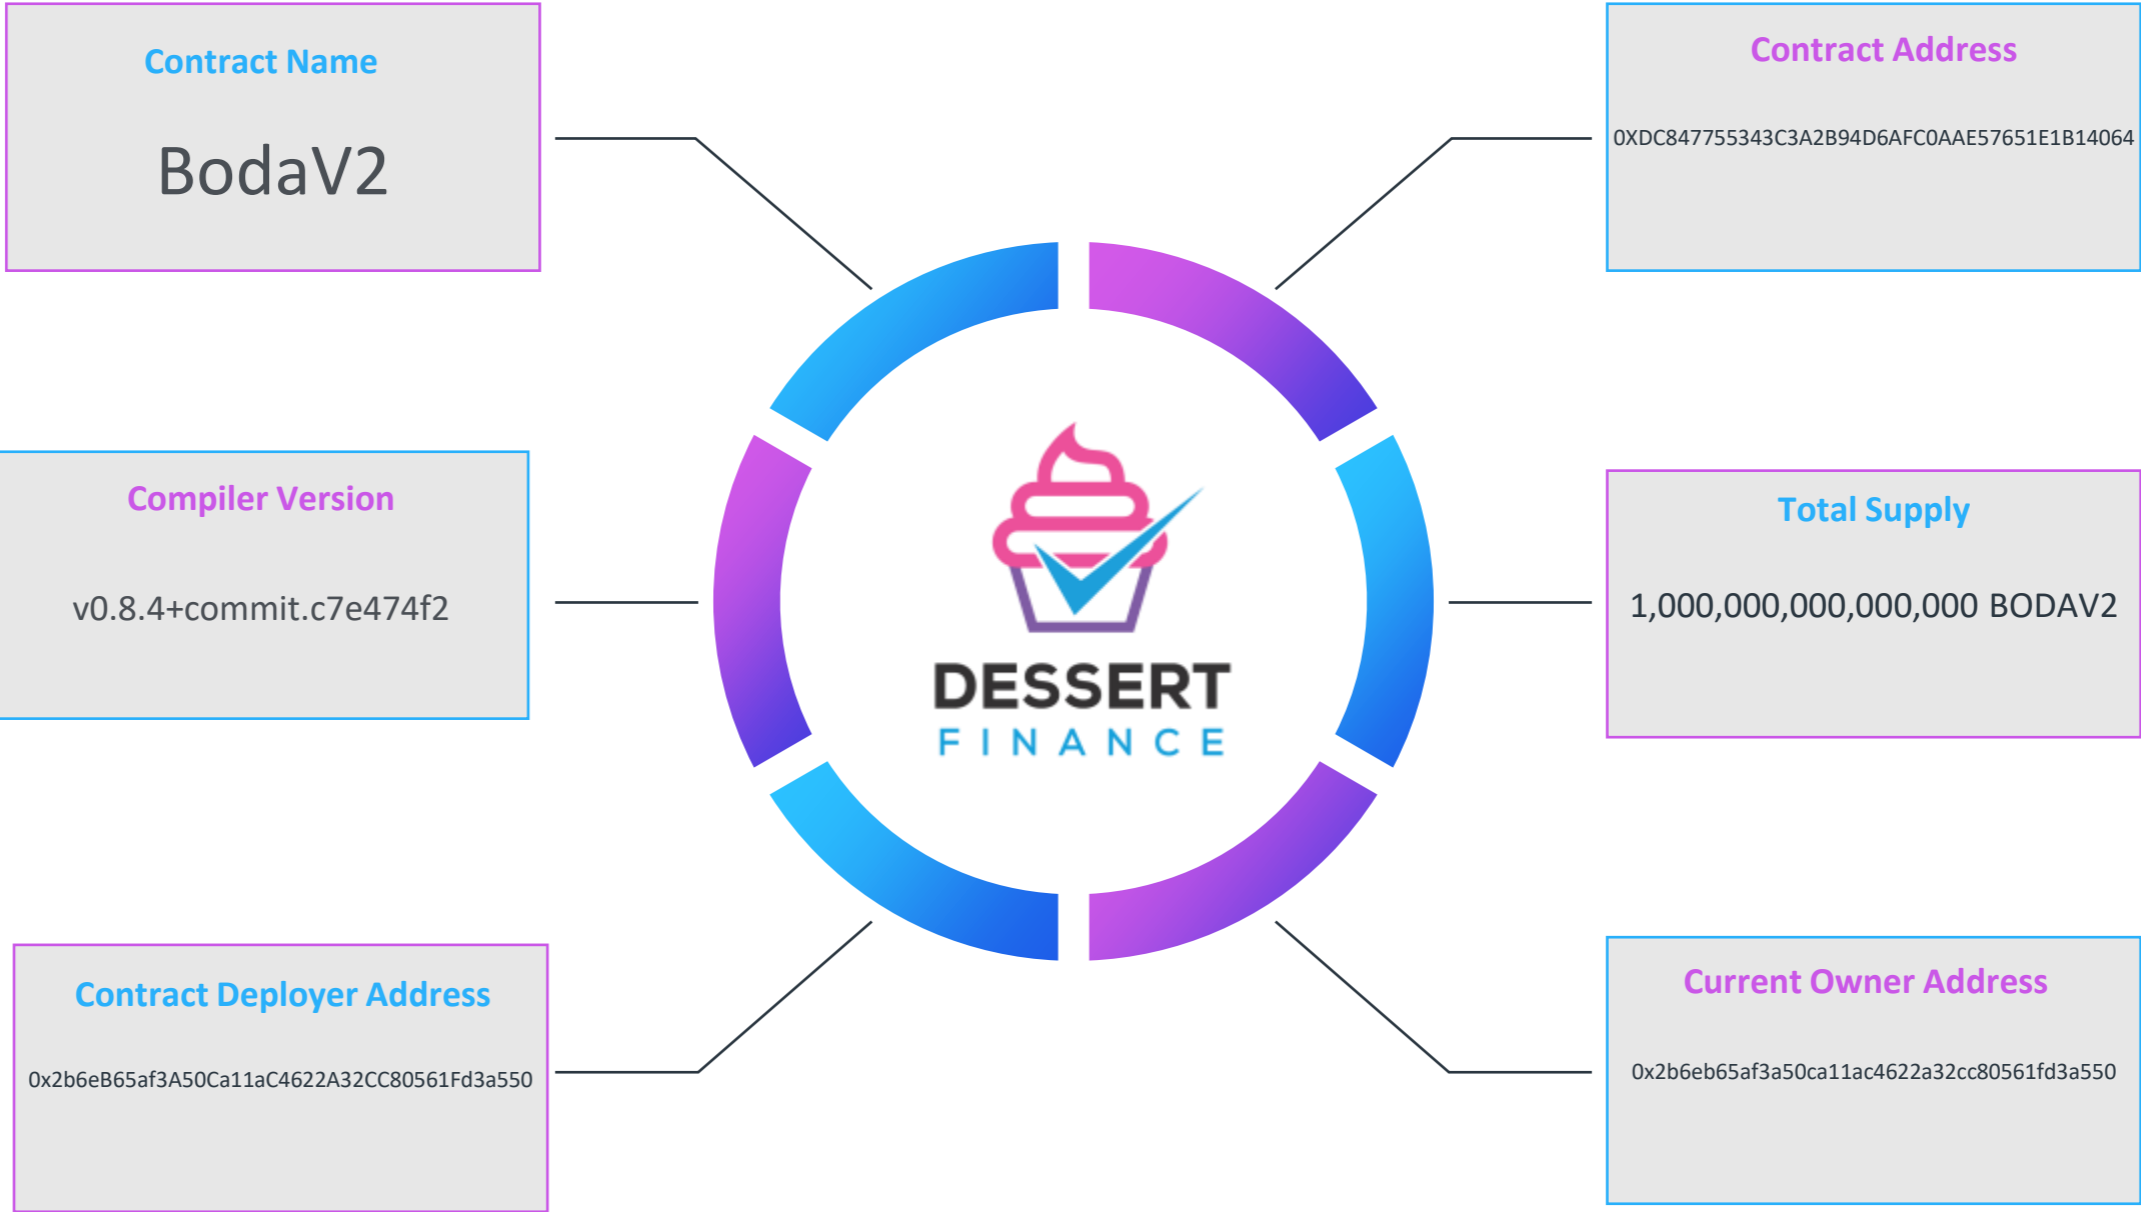 Contract Name
BodaV2
Contract Address
0XDC847755343C3A2B94D6AFC0AAE57651E1B14064
Compiler Version
v0.8.4+commit.c7e474f2
Total Supply
1,000,000,000,000,000 BODAV2
DESSERT
FINANCE
Contract Deployer Address
0x2b6eB65af3A50Ca11aC4622A32CC80561Fd3a550
Current Owner Address
0x2b6eb65af3a50ca11ac4622a32cc80561fd3a550